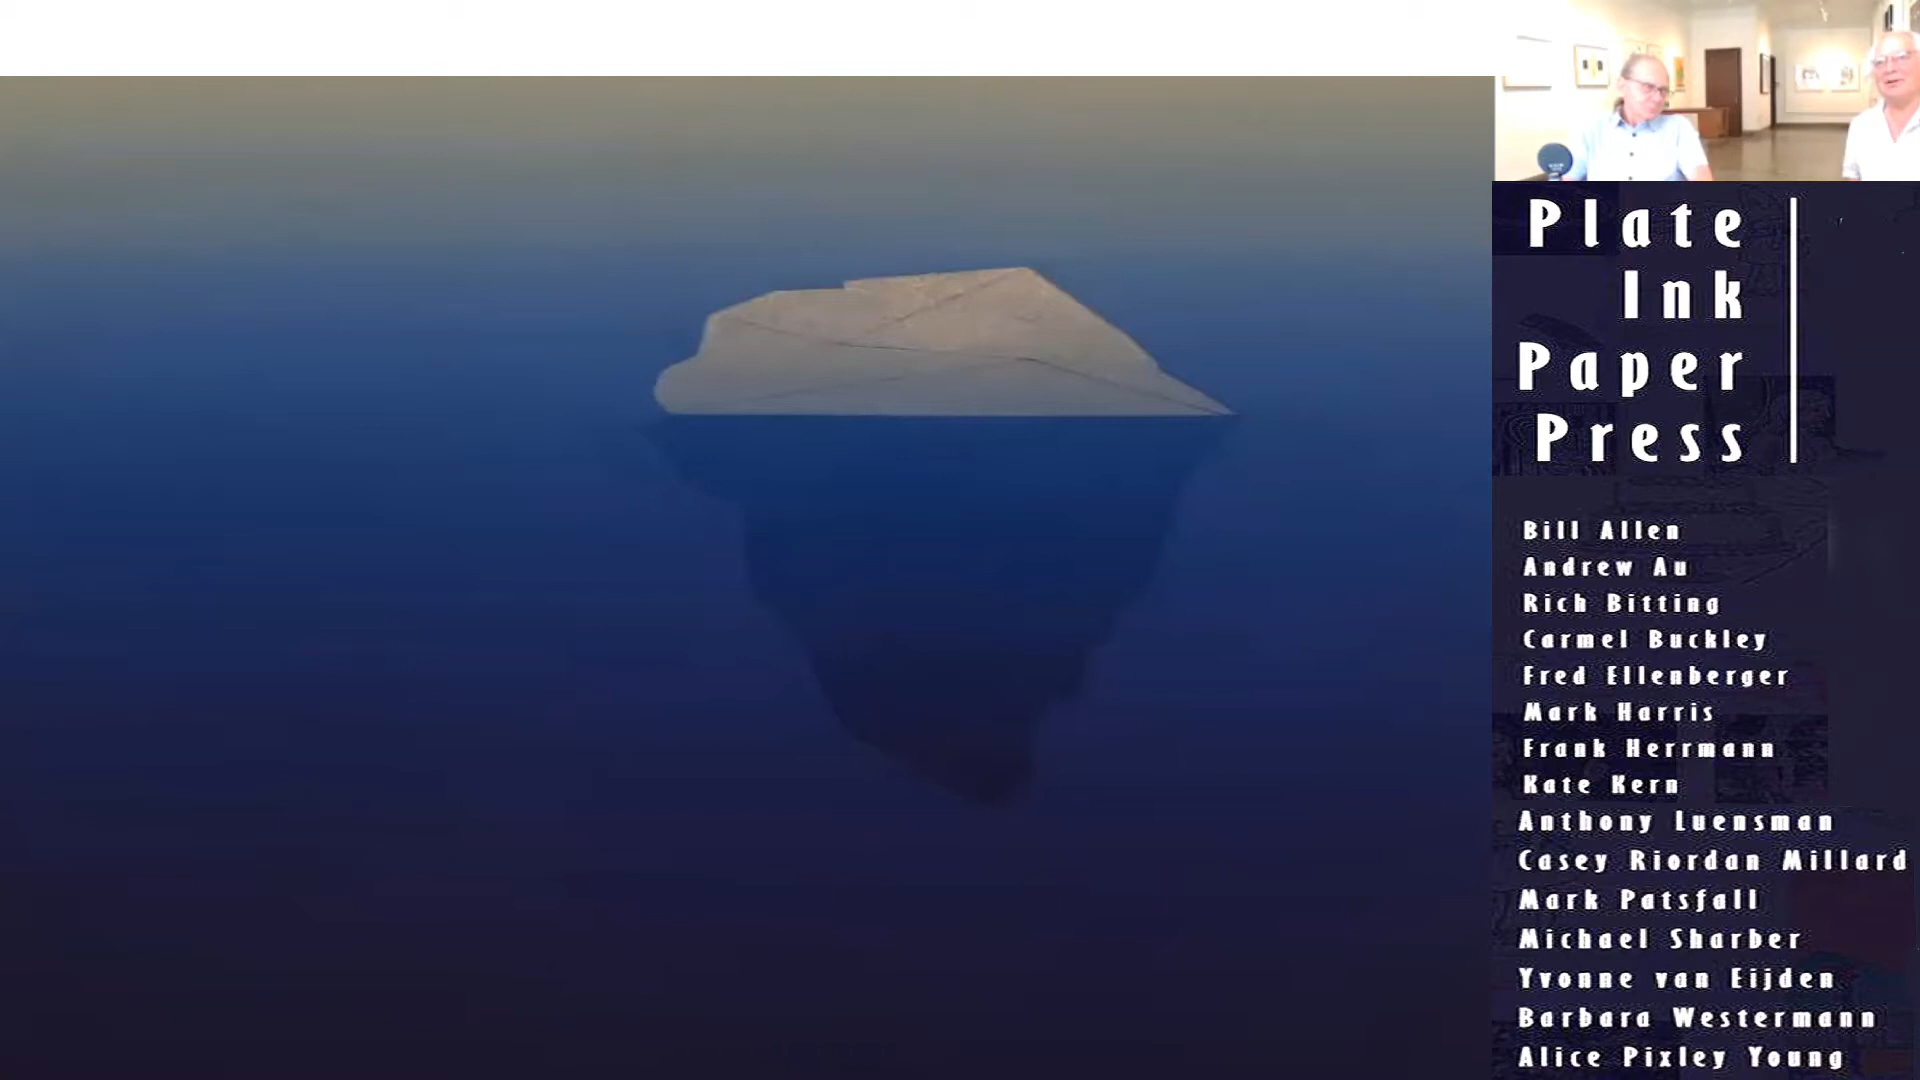 Plate
Ink
Paper
Press
Bill Allen
Andrew Au
Rich Bitting
Carmel Buckley
Fred Ellenberger
Mark Harris
Frank Herrmann
Kate Kern
Anthony Luensman
Casey Riordan Millard
Mark Patsfall
Michael Sharber
Yvonne van Eijden
Barbara Westermann
Alice Pixley Young